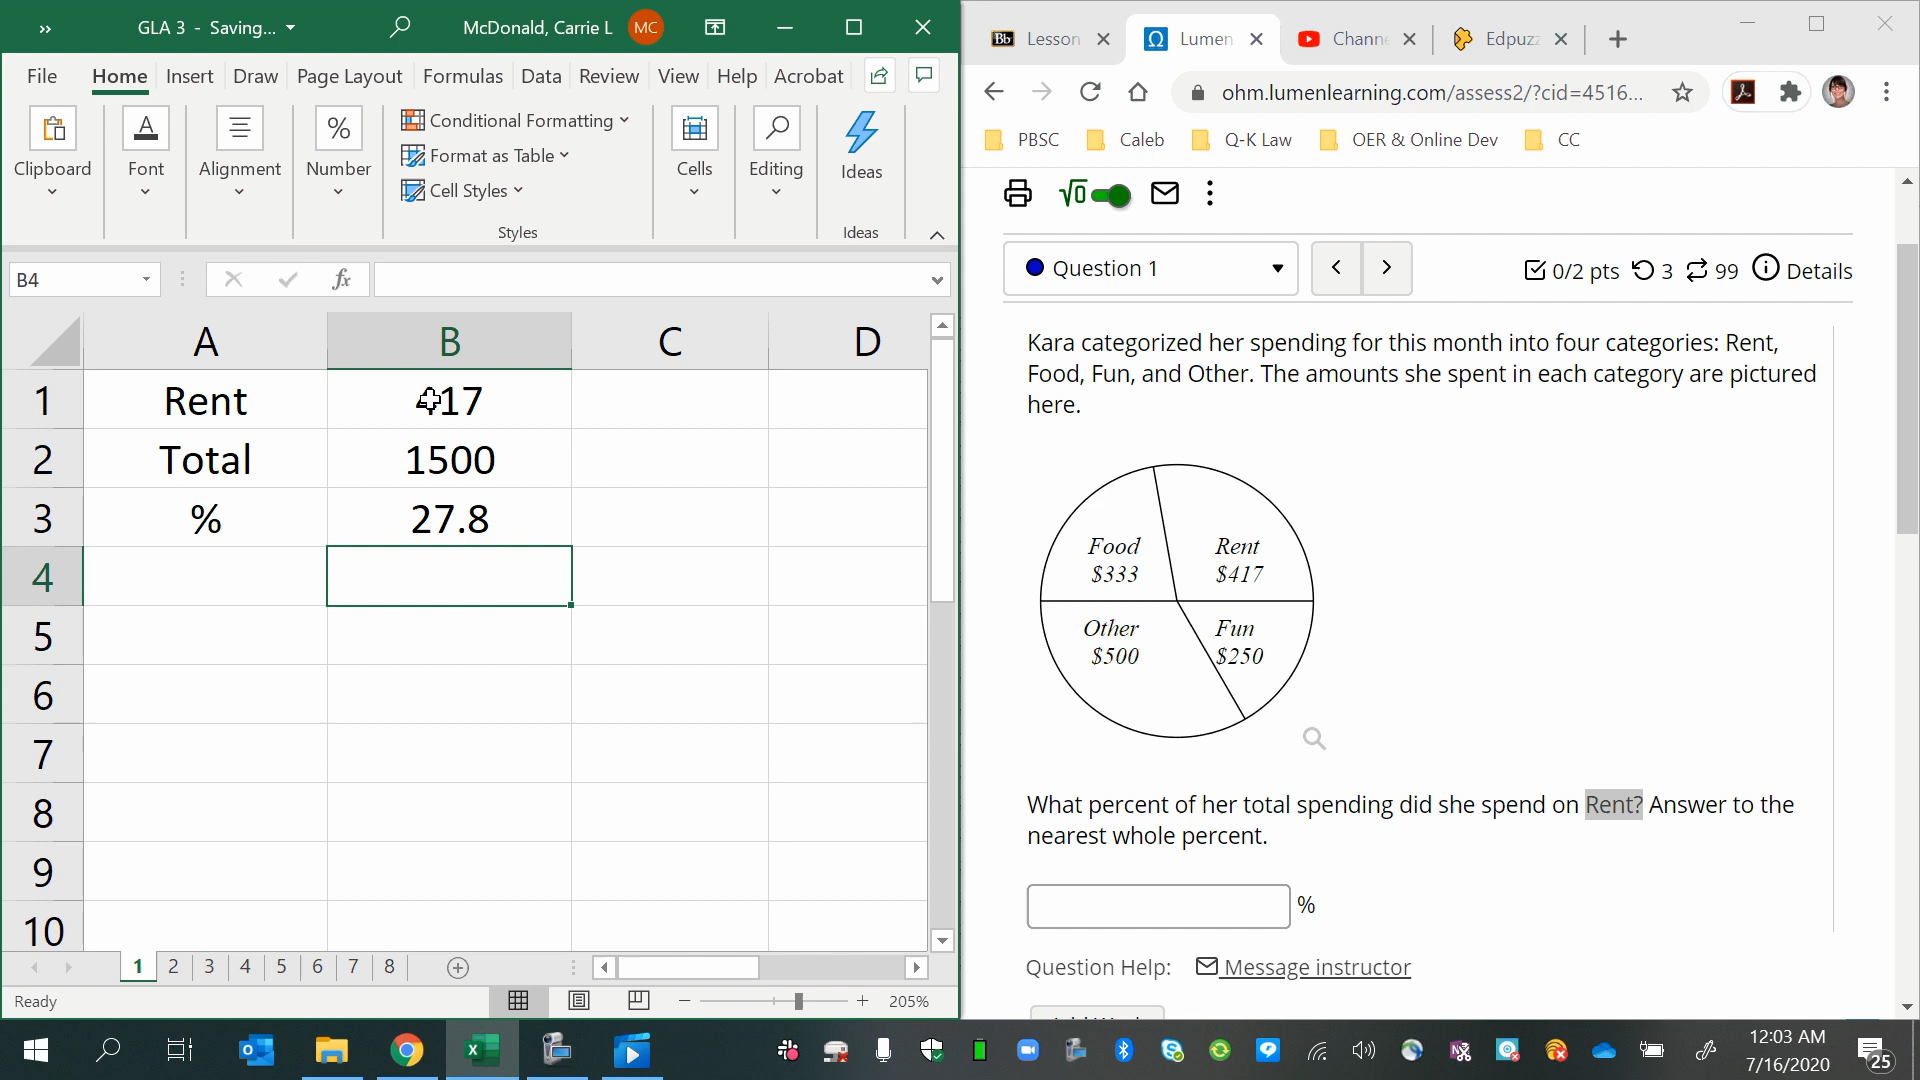 GLA 3 - Saving...
McDonald, Carrie L
MC
File Home Insert Draw Page Layout Formulas Data Review View Help Acrobat
Clipboard
Font
Alignment
%
Number
Conditional Formatting
Format as Table
Cell Styles
Styles
Cells
Editing
Ideas
Ideas
B4
fx
A B C D
1 Rent 417
2 Total 1500
3 % 27.8
4
5
6
7
8
9
10
1 2 3 4 5 6 7 8
Ready
205%
Bb Lesson
Lumen
Channe
Edpuzz
ohm.lumenlearning.com/assess2/?cid=4516...
PBSC
Caleb
Q-K Law
OER & Online Dev
CC
√0
Question 1
0/2 pts 3 99 Details
Kara categorized her spending for this month into four categories: Rent,
Food, Fun, and Other. The amounts she spent in each category are pictured
here.
Food
$333
Rent
$417
Other
$500
Fun
$250
What percent of her total spending did she spend on Rent? Answer to the
nearest whole percent.
%
Question Help: Message instructor
12:03 AM
7/16/2020
25